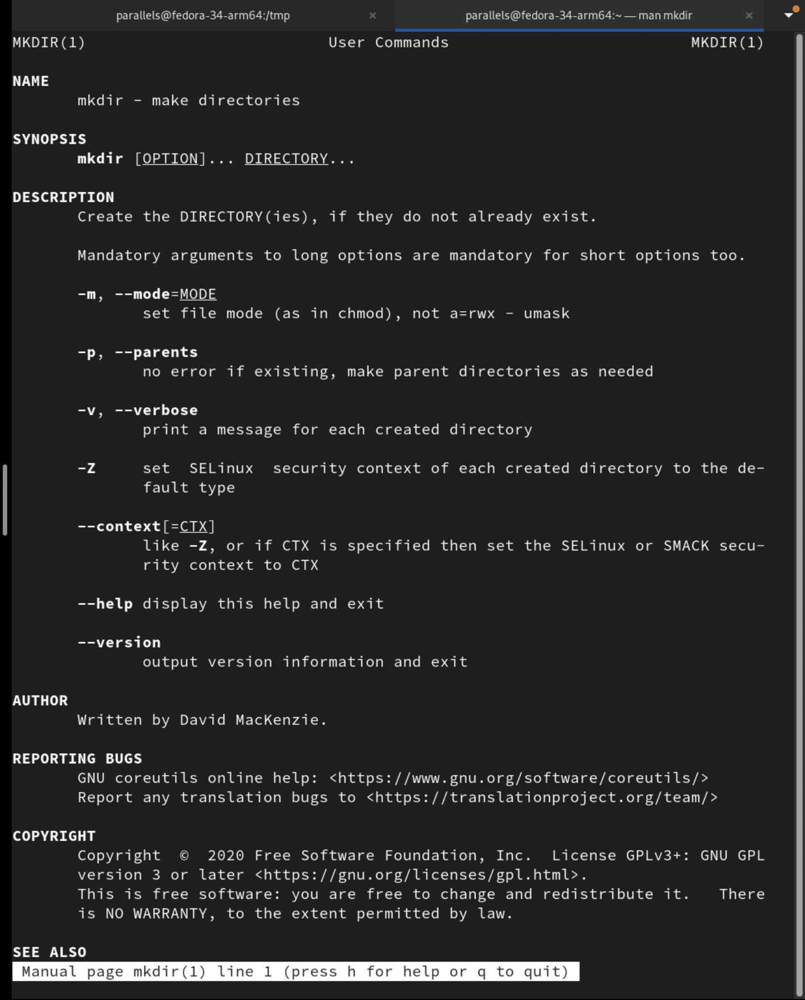 parallels@fedora-34-arm64:/tmp × parallels@fedora-34-arm64:~ — man mkdir ×
MKDIR(1) User Commands MKDIR(1)
NAME
mkdir - make directories
SYNOPSIS
mkdir [OPTION]... DIRECTORY...
DESCRIPTION
Create the DIRECTORY(ies), if they do not already exist.
Mandatory arguments to long options are mandatory for short options too.
-m, --mode=MODE
set file mode (as in chmod), not a=rwx - umask
-p, --parents
no error if existing, make parent directories as needed
-v, --verbose
print a message for each created directory
-Z set SELinux security context of each created directory to the de-
fault type
--context[=CTX]
like -Z, or if CTX is specified then set the SELinux or SMACK secu-
rity context to CTX
--help display this help and exit
--version
output version information and exit
AUTHOR
Written by David MacKenzie.
REPORTING BUGS
GNU coreutils online help: <https://www.gnu.org/software/coreutils/>
Report any translation bugs to <https://translationproject.org/team/>
COPYRIGHT
Copyright © 2020 Free Software Foundation, Inc. License GPLv3+: GNU GPL
version 3 or later <https://gnu.org/licenses/gpl.html>.
This is free software: you are free to change and redistribute it. There
is NO WARRANTY, to the extent permitted by law.
SEE ALSO
Manual page mkdir(1) line 1 (press h for help or q to quit)